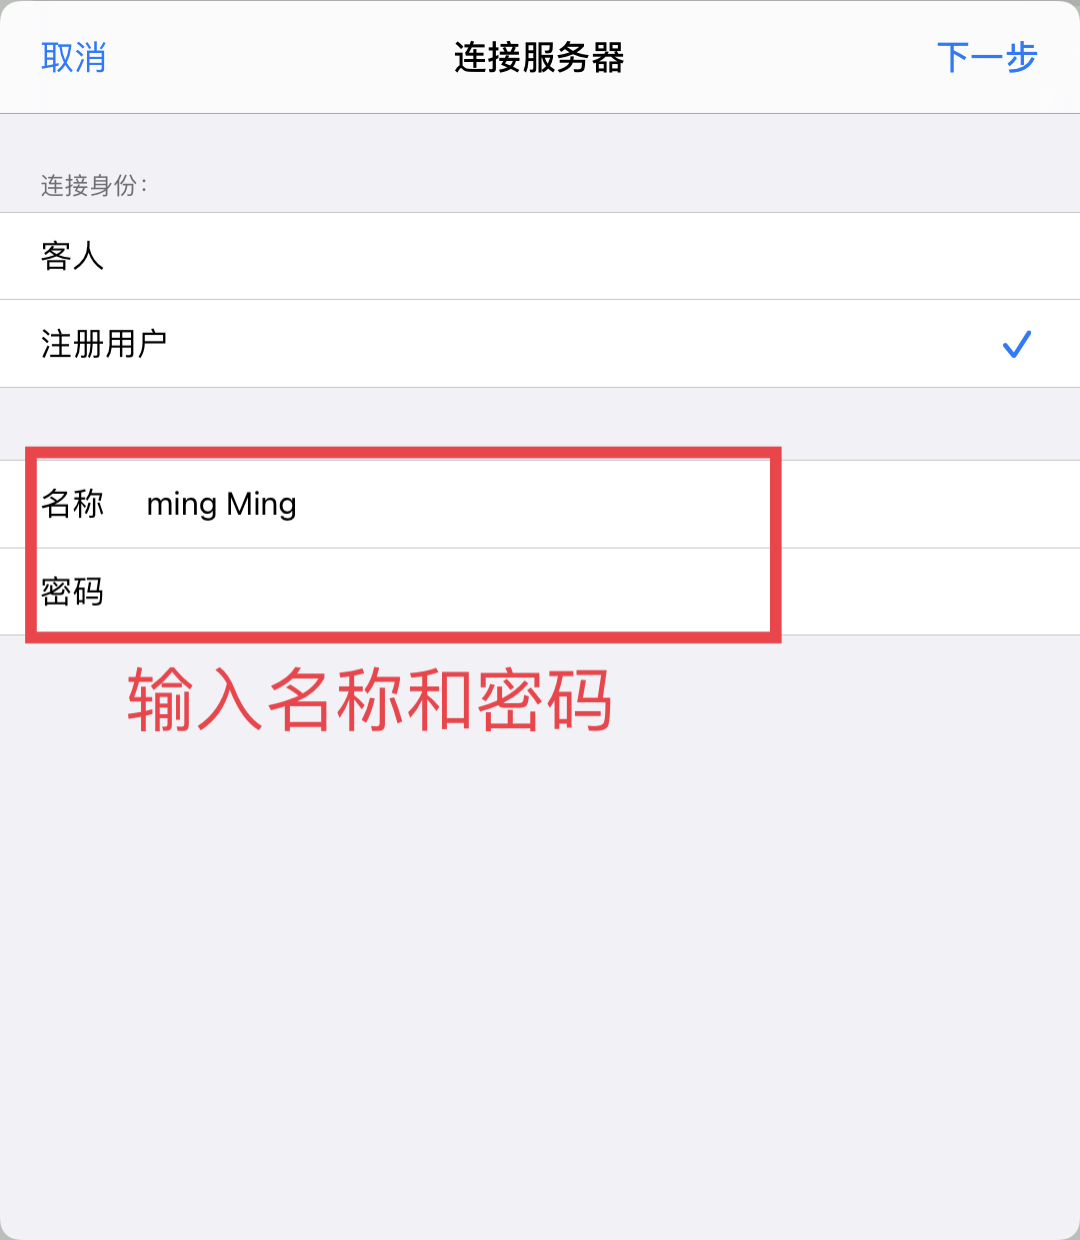 取消 连接服务器 下一步
连接身份：
客人
注册用户
名称 ming Ming
密码
输入名称和密码